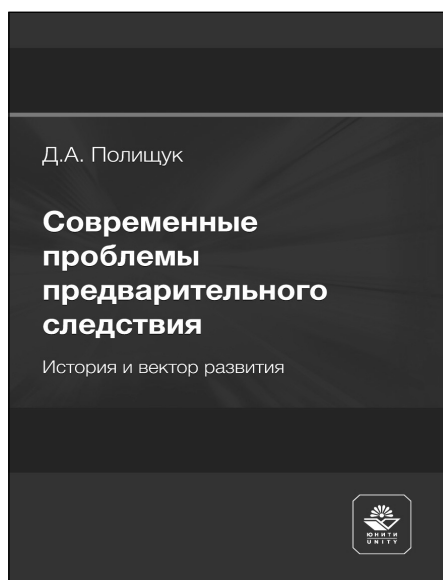 Д.А. Полищук
Современные
проблемы
предварительного
следствия
История и вектор развития
ЮНИТИ
UNITY